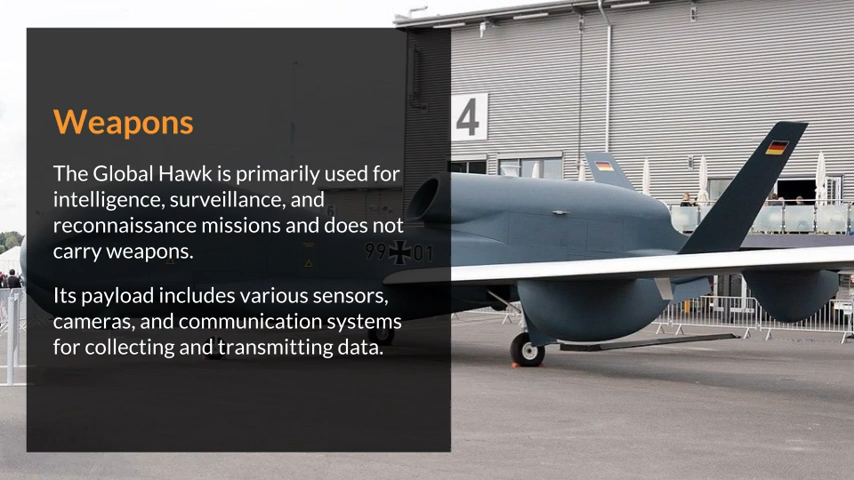 Weapons
The Global Hawk is primarily used for
intelligence, surveillance, and
reconnaissance missions and does not
carry weapons.
Its payload includes various sensors,
cameras, and communication systems
for collecting and transmitting data.
4
99 01